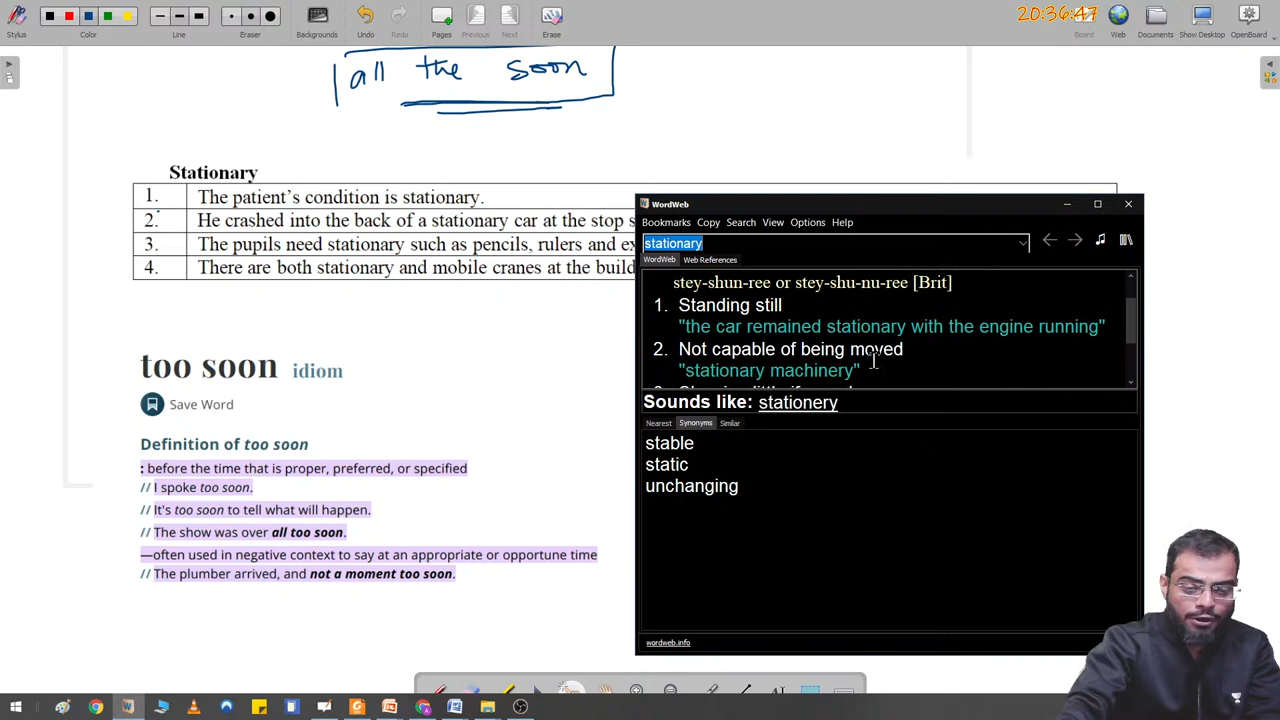 20:36:47
Stylus Color Line Eraser Backgrounds Undo Redo Pages Previous Next Erase Board Web Documents Show Desktop OpenBoard
all the soon
Stationary
1. The patient's condition is stationary.
2. He crashed into the back of a stationary car at the stop s
3. The pupils need stationary such as pencils, rulers and ex
4. There are both stationary and mobile cranes at the build
too soon idiom
Save Word
Definition of too soon
: before the time that is proper, preferred, or specified
// I spoke too soon.
// It's too soon to tell what will happen.
// The show was over all too soon.
—often used in negative context to say at an appropriate or opportune time
// The plumber arrived, and not a moment too soon.
WordWeb
Bookmarks Copy Search View Options Help
stationary
WordWeb Web References
stey-shun-ree or stey-shu-nu-ree [Brit]
1. Standing still
"the car remained stationary with the engine running"
2. Not capable of being moved
"stationary machinery"
Sounds like: stationery
Nearest Synonyms Similar
stable
static
unchanging
wordweb.info